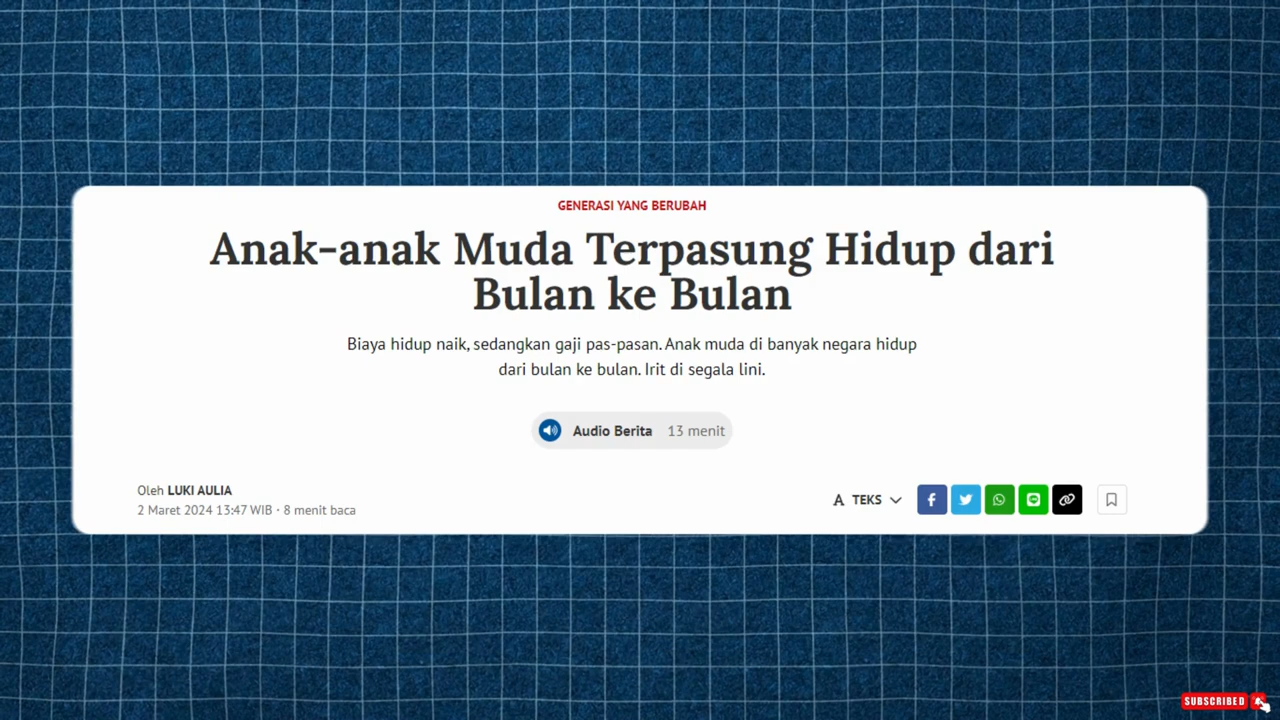 GENERASI YANG BERUBAH
Anak-anak Muda Terpasung Hidup dari
Bulan ke Bulan
Biaya hidup naik, sedangkan gaji pas-pasan. Anak muda di banyak negara hidup
dari bulan ke bulan. Irit di segala lini.
Audio Berita 13 menit
Oleh LUKI AULIA
2 Maret 2024 13:47 WIB · 8 menit baca
A TEKS
SUBSCRIBED